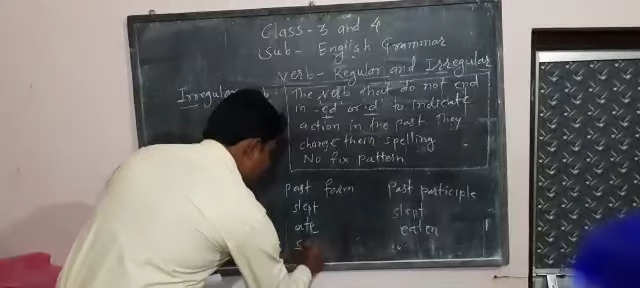 Class-3 and 4
Sub- English Grammar
Verb- Regular and Irregular
Irregular
The verb that do not end
in -ed or 'd' to indicate
action in the past. They
change their spelling
No fix pattern
Past form Past participle
slept slept
ate eaten
s